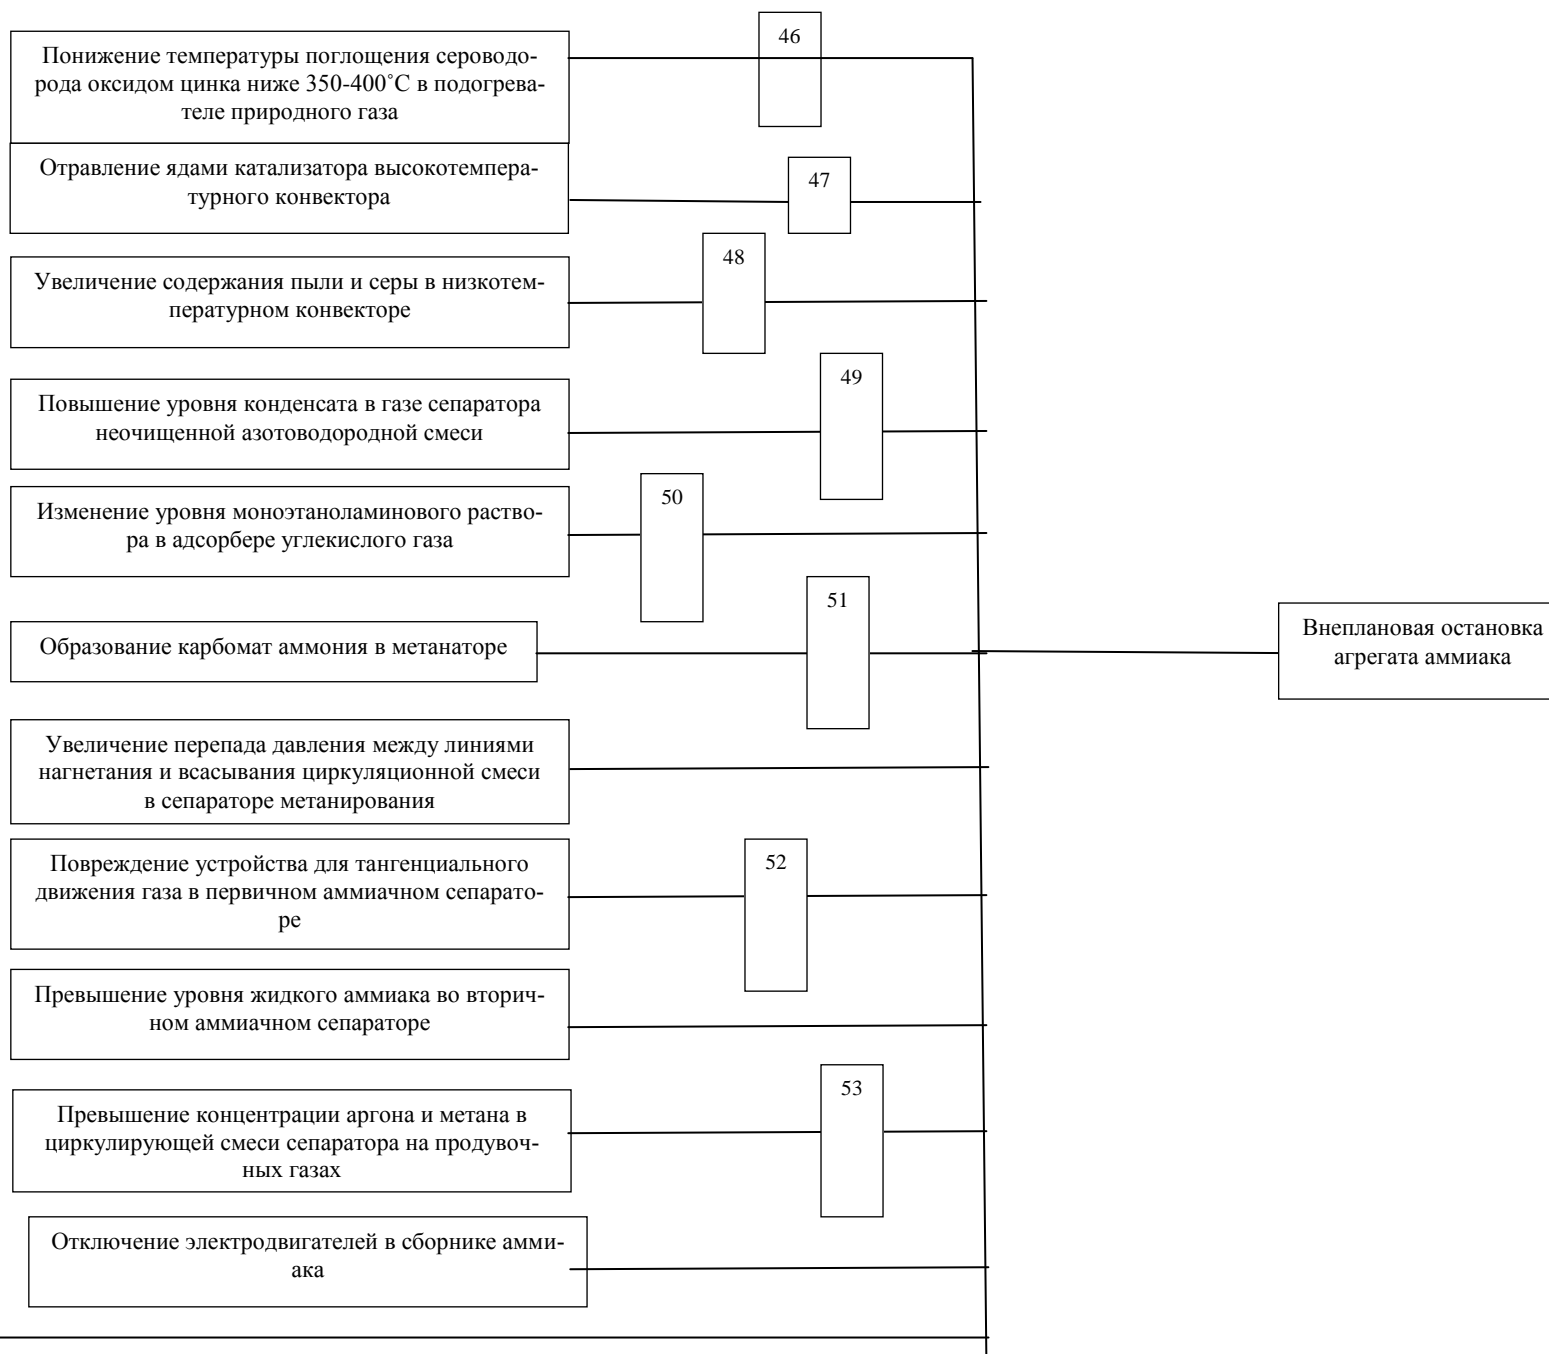 46
Понижение температуры поглощения сероводо-
рода оксидом цинка ниже 350-400˚С в подогрева-
теле природного газа
Отравление ядами катализатора высокотемпера-
турного конвектора
47
48
Увеличение содержания пыли и серы в низкотем-
пературном конвекторе
49
Повышение уровня конденсата в газе сепаратора
неочищенной азотоводородной смеси
50
Изменение уровня моноэтаноламинового раство-
ра в адсорбере углекислого газа
51
Образование карбомат аммония в метанаторе
Внеплановая остановка
агрегата аммиака
Увеличение перепада давления между линиями
нагнетания и всасывания циркуляционной смеси
в сепараторе метанирования
52
Повреждение устройства для тангенциального
движения газа в первичном аммиачном сепарато-
ре
Превышение уровня жидкого аммиака во вторич-
ном аммиачном сепараторе
53
Превышение концентрации аргона и метана в
циркулирующей смеси сепаратора на продувоч-
ных газах
Отключение электродвигателей в сборнике амми-
ака